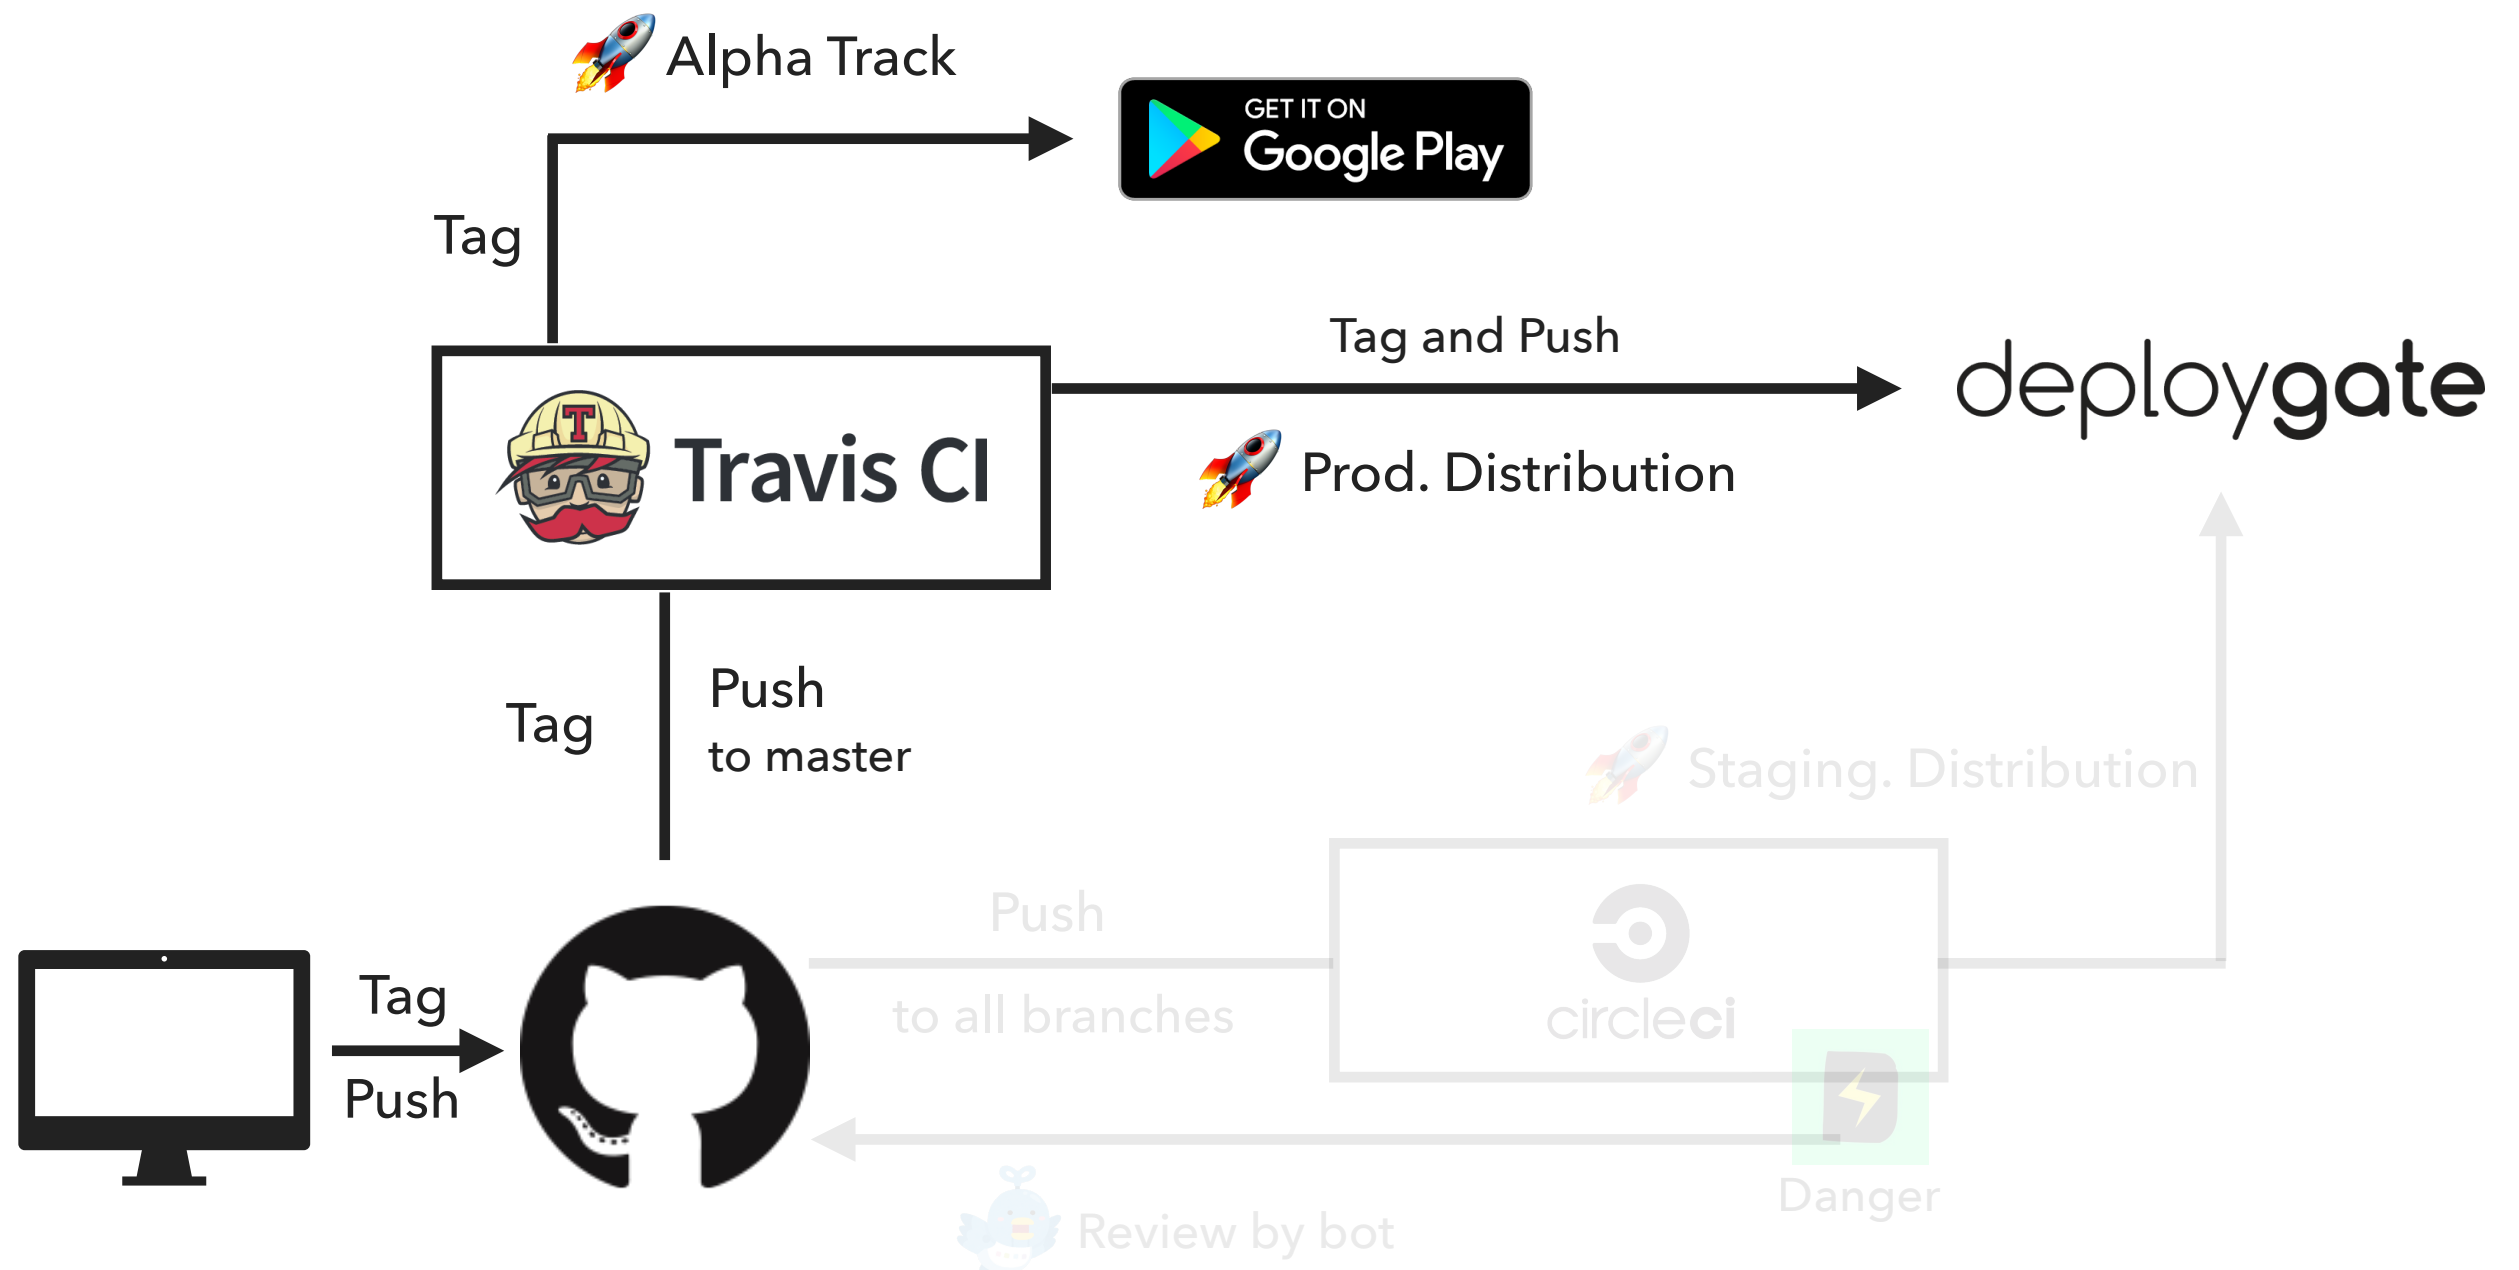 Alpha Track
GET IT ON
Google Play
Tag
Tag and Push
deploygate
T
Travis CI
Prod. Distribution
Tag
Push
to master
Staging. Distribution
Push
to all branches
circleci
Tag
Push
Danger
Review by bot